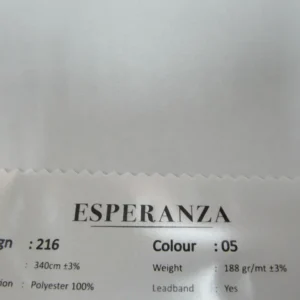 ESPERANZA
gn : 216 Colour : 05
: 340cm ±3% Weight : 188 gr/mt ±3%
ion : Polyester 100% Leadband : Yes